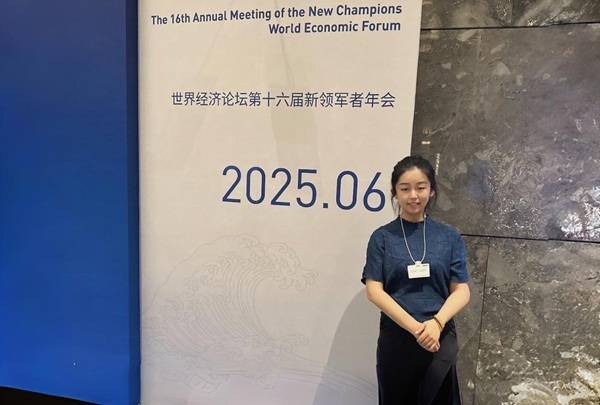 The 16th Annual Meeting of the New Champions
World Economic Forum
世界经济论坛第十六届新领军者年会
2025.06